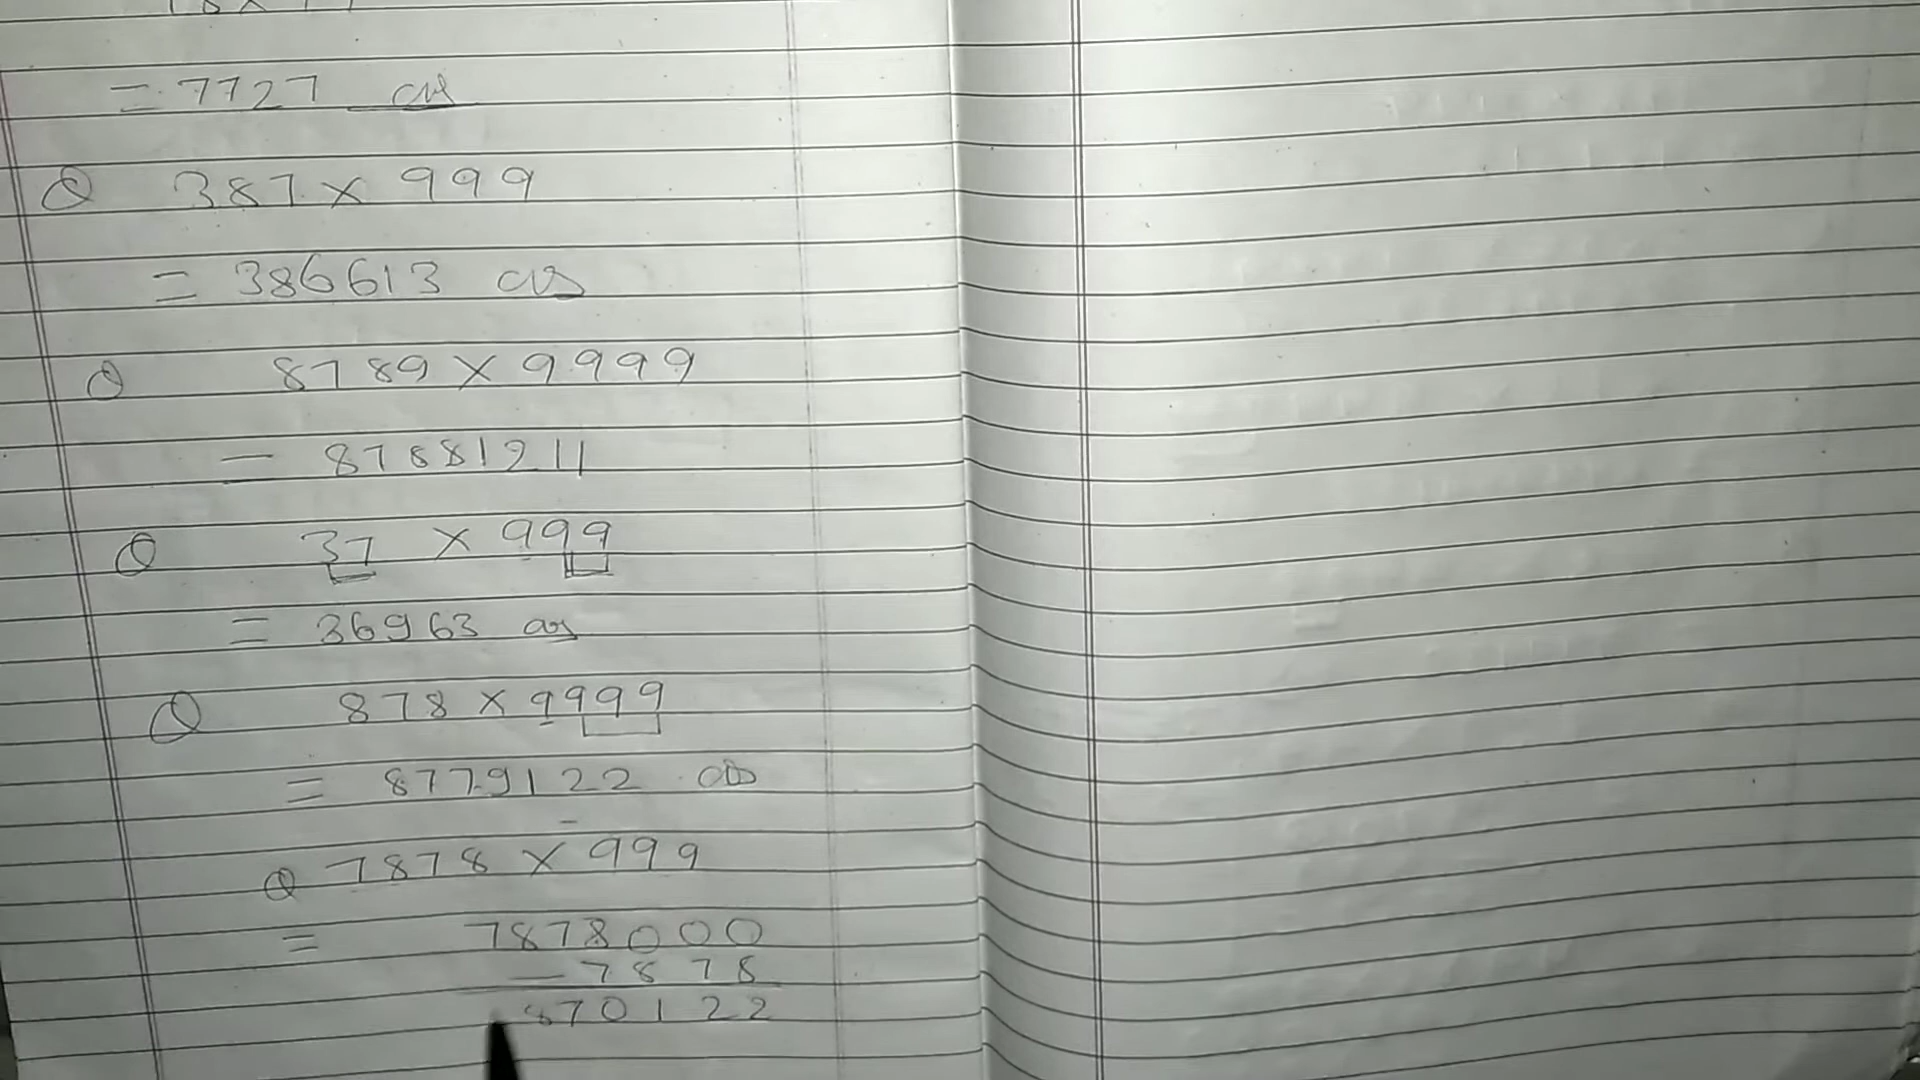 = 7727 ans
Q 387 × 999
= 386613 ans
Q 8789 × 9999
= 87881211
Q 37 × 999
= 36963 ans
Q 878 × 9999
= 8779122 ans
Q 7878 × 999
= 7878000
- 7878
870122